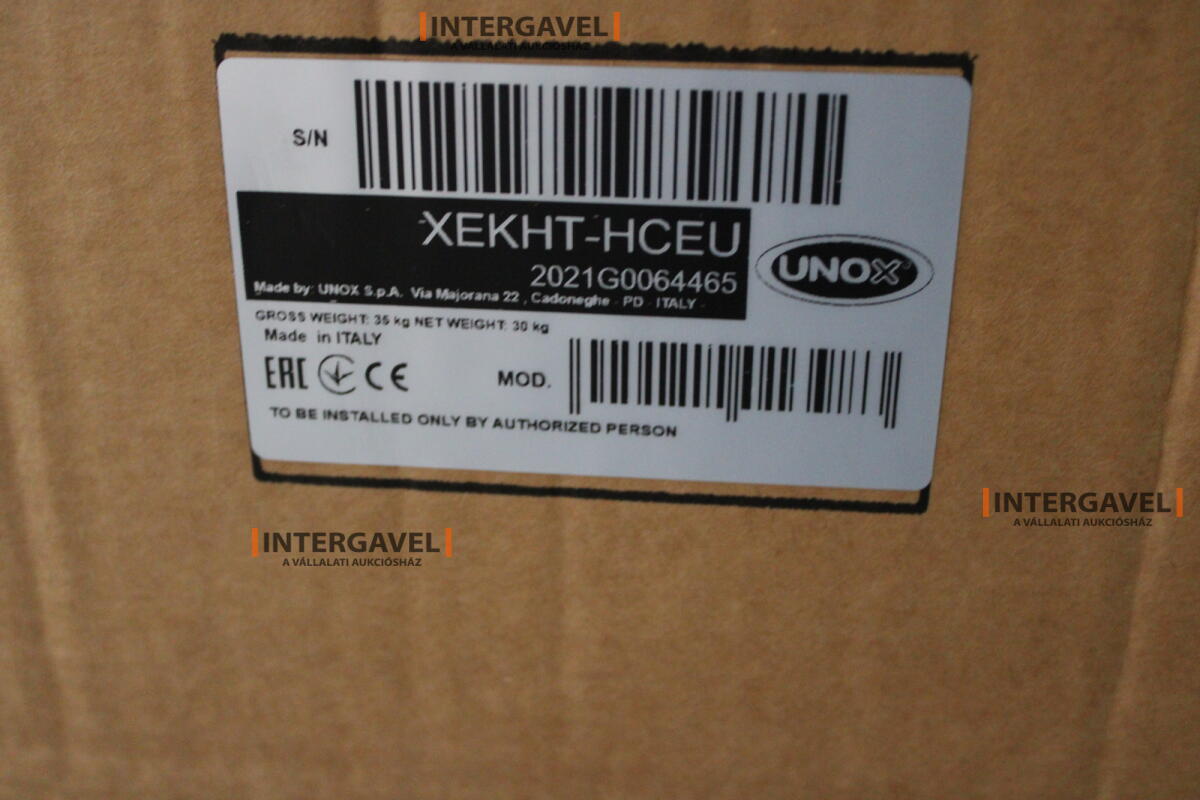 INTERGAVEL
A VÁLLALATI AUKCIÓSHÁZ
S/N
XEKHT-HCEU
2021G0064465
UNOX
Made by: UNOX S.p.A. Via Majorana 22 , Cadoneghe - PD - ITALY -
GROSS WEIGHT: 35 kg NET WEIGHT: 30 kg
Made in ITALY
EAC CE
MOD.
TO BE INSTALLED ONLY BY AUTHORIZED PERSON
INTERGAVEL
A VÁLLALATI AUKCIÓSHÁZ
INTERGAVEL
A VÁLLALATI AUKCIÓSHÁZ